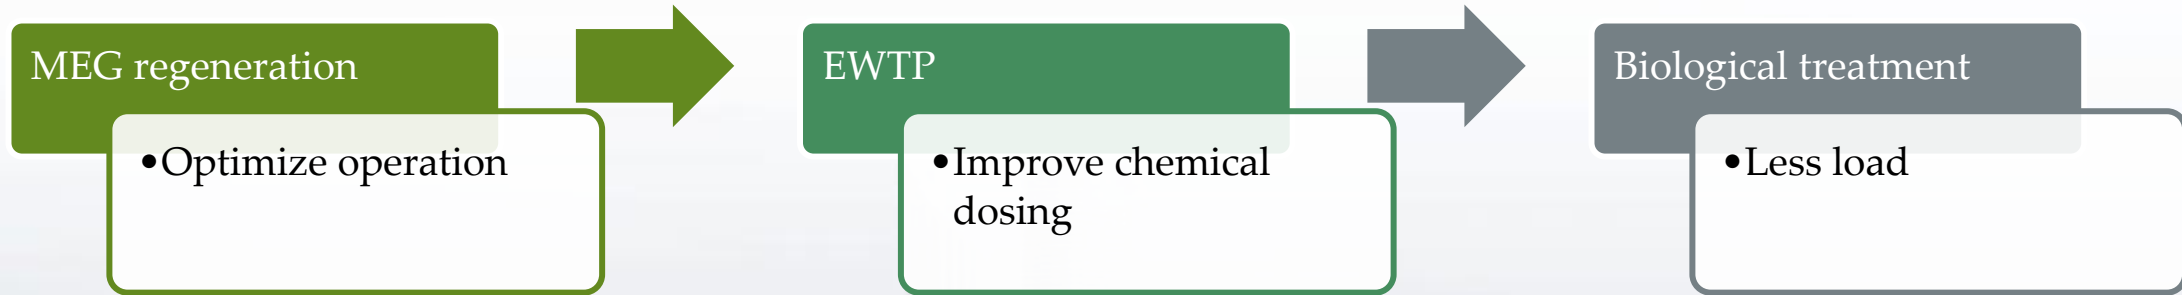 MEG regeneration
•Optimize operation
EWTP
•Improve chemical
dosing
Biological treatment
•Less load